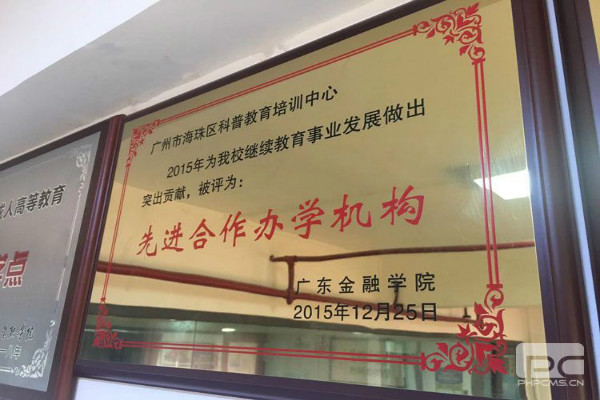 广州市海珠区科普教育培训中心
2015年为我校继续教育事业发展做出
突出贡献，被评为：
先进合作办学机构
广东金融学院
2015年12月25日
人高等教育
点
PC
PHPCMS.CN